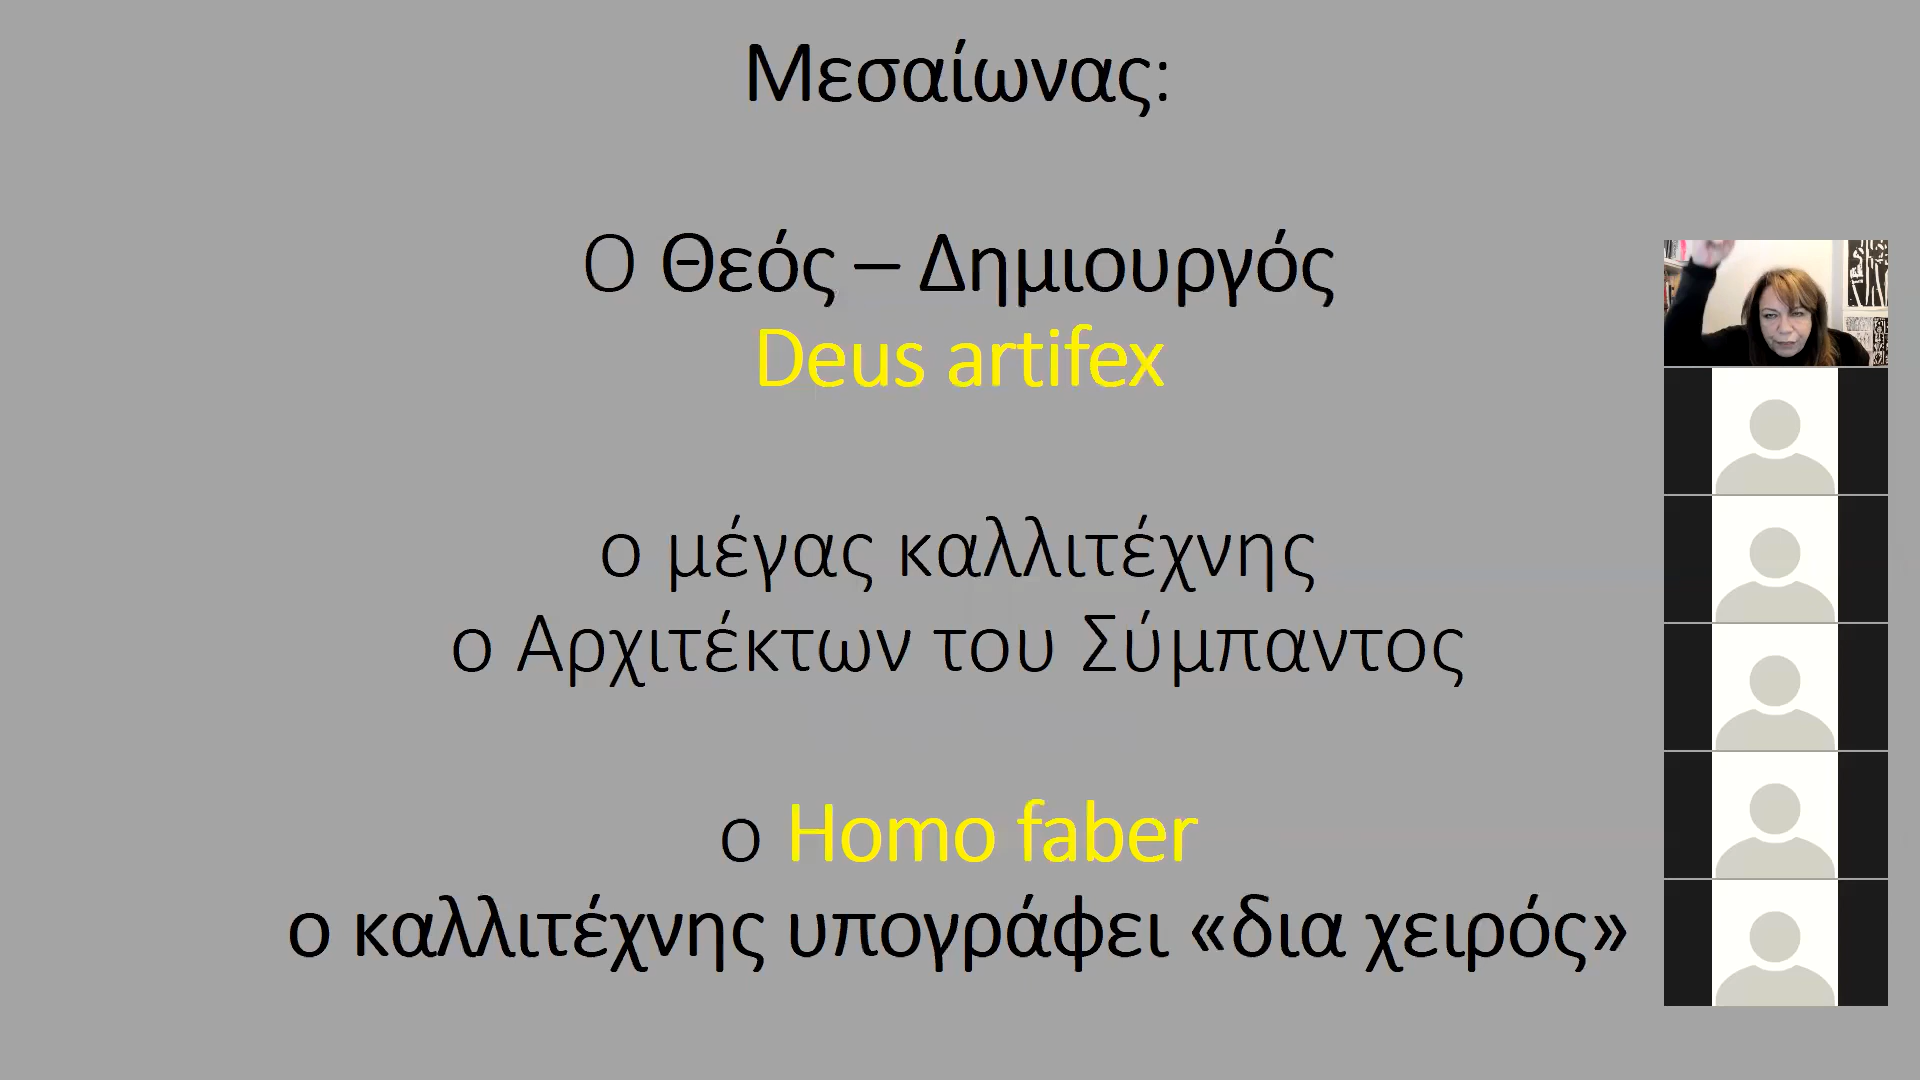 Μεσαίωνας:
Ο Θεός – Δημιουργός
Deus artifex
ο μέγας καλλιτέχνης
ο Αρχιτέκτων του Σύμπαντος
ο Homo faber
ο καλλιτέχνης υπογράφει «δια χειρός»